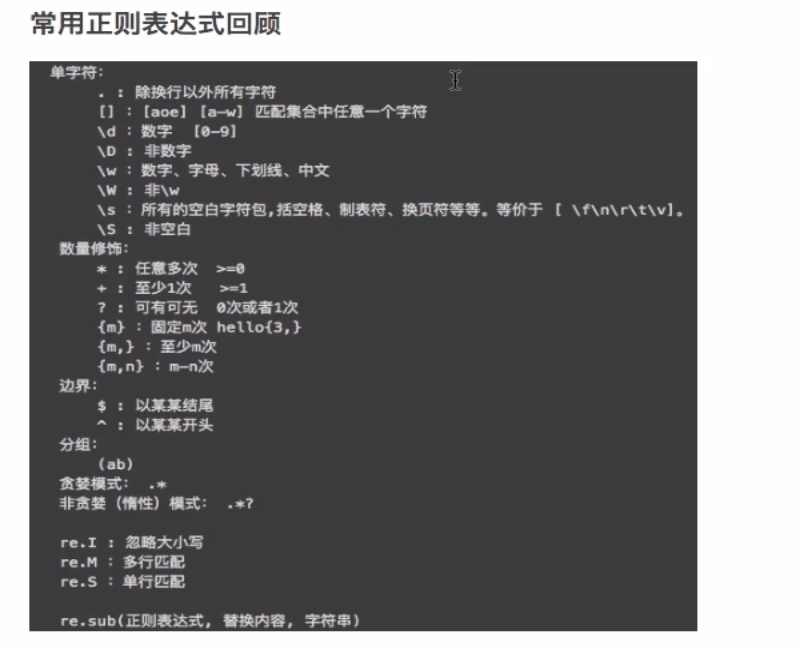 常用正则表达式回顾
单字符:
. : 除换行以外所有字符
[] : [aoe] [a-w] 匹配集合中任意一个字符
\d : 数字 [0-9]
\D : 非数字
\w : 数字、字母、下划线、中文
\W : 非\w
\s : 所有的空白字符包,括空格、制表符、换页符等等。等价于 [ \f\n\r\t\v]。
\S : 非空白
数量修饰:
* : 任意多次 >=0
+ : 至少1次 >=1
? : 可有可无 0次或者1次
{m} : 固定m次 hello{3,}
{m,} : 至少m次
{m,n} : m-n次
边界:
$ : 以某某结尾
^ : 以某某开头
分组:
(ab)
贪婪模式: .*
非贪婪（惰性）模式: .*?
re.I : 忽略大小写
re.M : 多行匹配
re.S : 单行匹配
re.sub(正则表达式, 替换内容, 字符串)